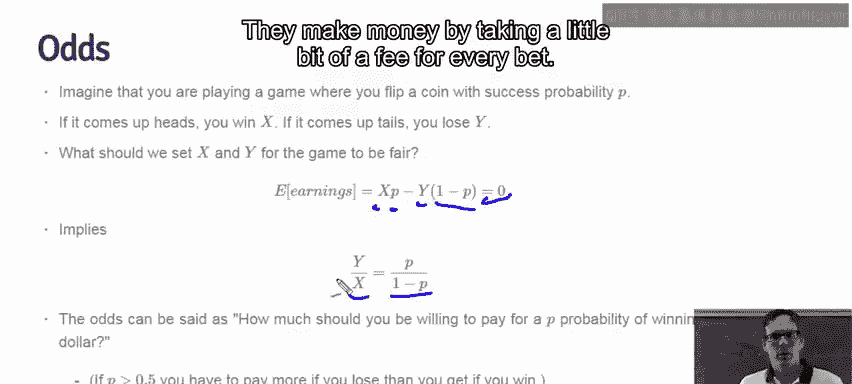 They make money by taking a little
bit of a fee for every bet.
Odds
· Imagine that you are playing a game where you flip a coin with success probability p.
· If it comes up heads, you win X. If it comes up tails, you lose Y.
· What should we set X and Y for the game to be fair?
E[earnings] = Xp − Y(1 − p) = 0
· Implies
Y/X = p/(1 − p)
· The odds can be said as "How much should you be willing to pay for a p probability of
dollar?"
- (If p > 0.5 you have to pay more if you lose than you get if you win.)